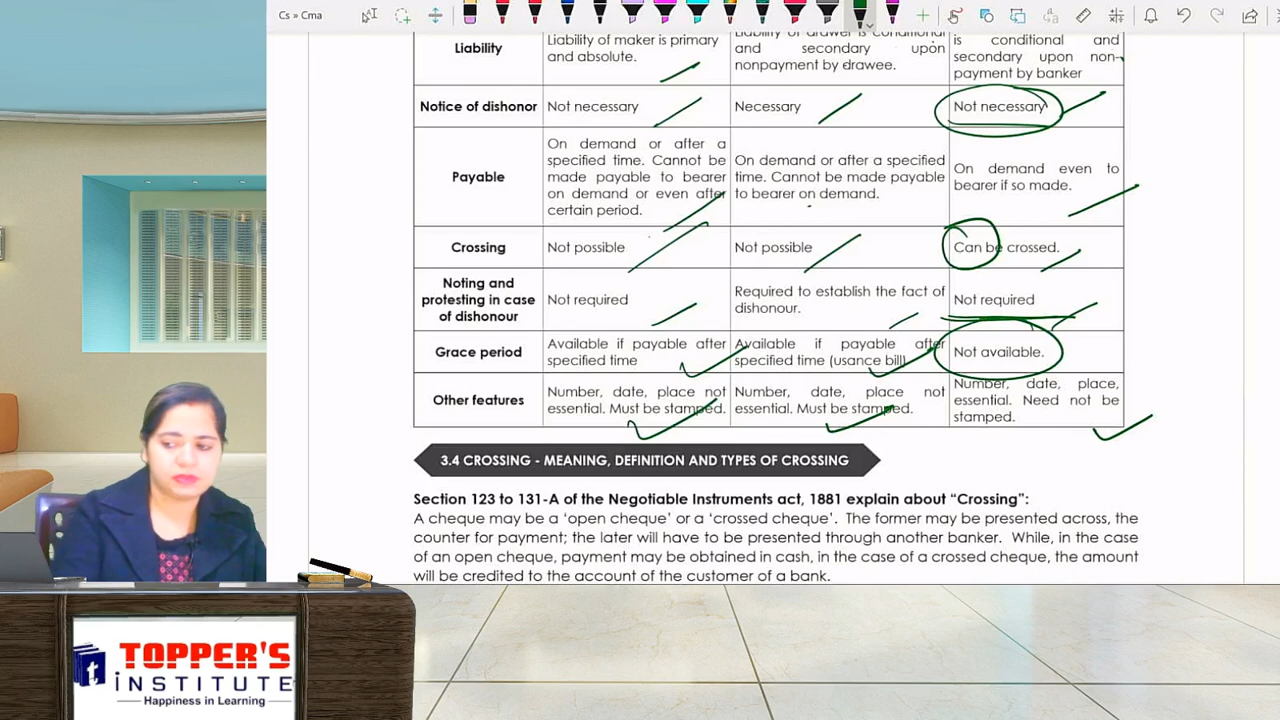 Cs » Cma
Liability
Liability of maker is primary
and absolute.
Liability of drawer is conditional
and secondary upon
nonpayment by drawee.
is conditional and
secondary upon non-
payment by banker
Notice of dishonor
Not necessary
Necessary
Not necessary
Payable
On demand or after a
specified time. Cannot be
made payable to bearer
on demand or even after
certain period.
On demand or after a specified
time. Cannot be made payable
to bearer on demand.
On demand even to
bearer if so made.
Crossing
Not possible
Not possible
Can be crossed.
Noting and
protesting in case
of dishonour
Not required
Required to establish the fact of
dishonour.
Not required
Grace period
Available if payable after
specified time
Available if payable after
specified time (usance bill)
Not available.
Other features
Number, date, place not
essential. Must be stamped.
Number, date, place not
essential. Must be stamped.
Number, date, place,
essential. Need not be
stamped.
3.4 CROSSING - MEANING, DEFINITION AND TYPES OF CROSSING
Section 123 to 131-A of the Negotiable Instruments act, 1881 explain about “Crossing”:
A cheque may be a ‘open cheque’ or a ‘crossed cheque’. The former may be presented across, the
counter for payment; the later will have to be presented through another banker. While, in the case
of an open cheque, payment may be obtained in cash, in the case of a crossed cheque, the amount
will be credited to the account of the customer of a bank.
t
TOPPER'S
iNSTITUTE
Happiness in Learning